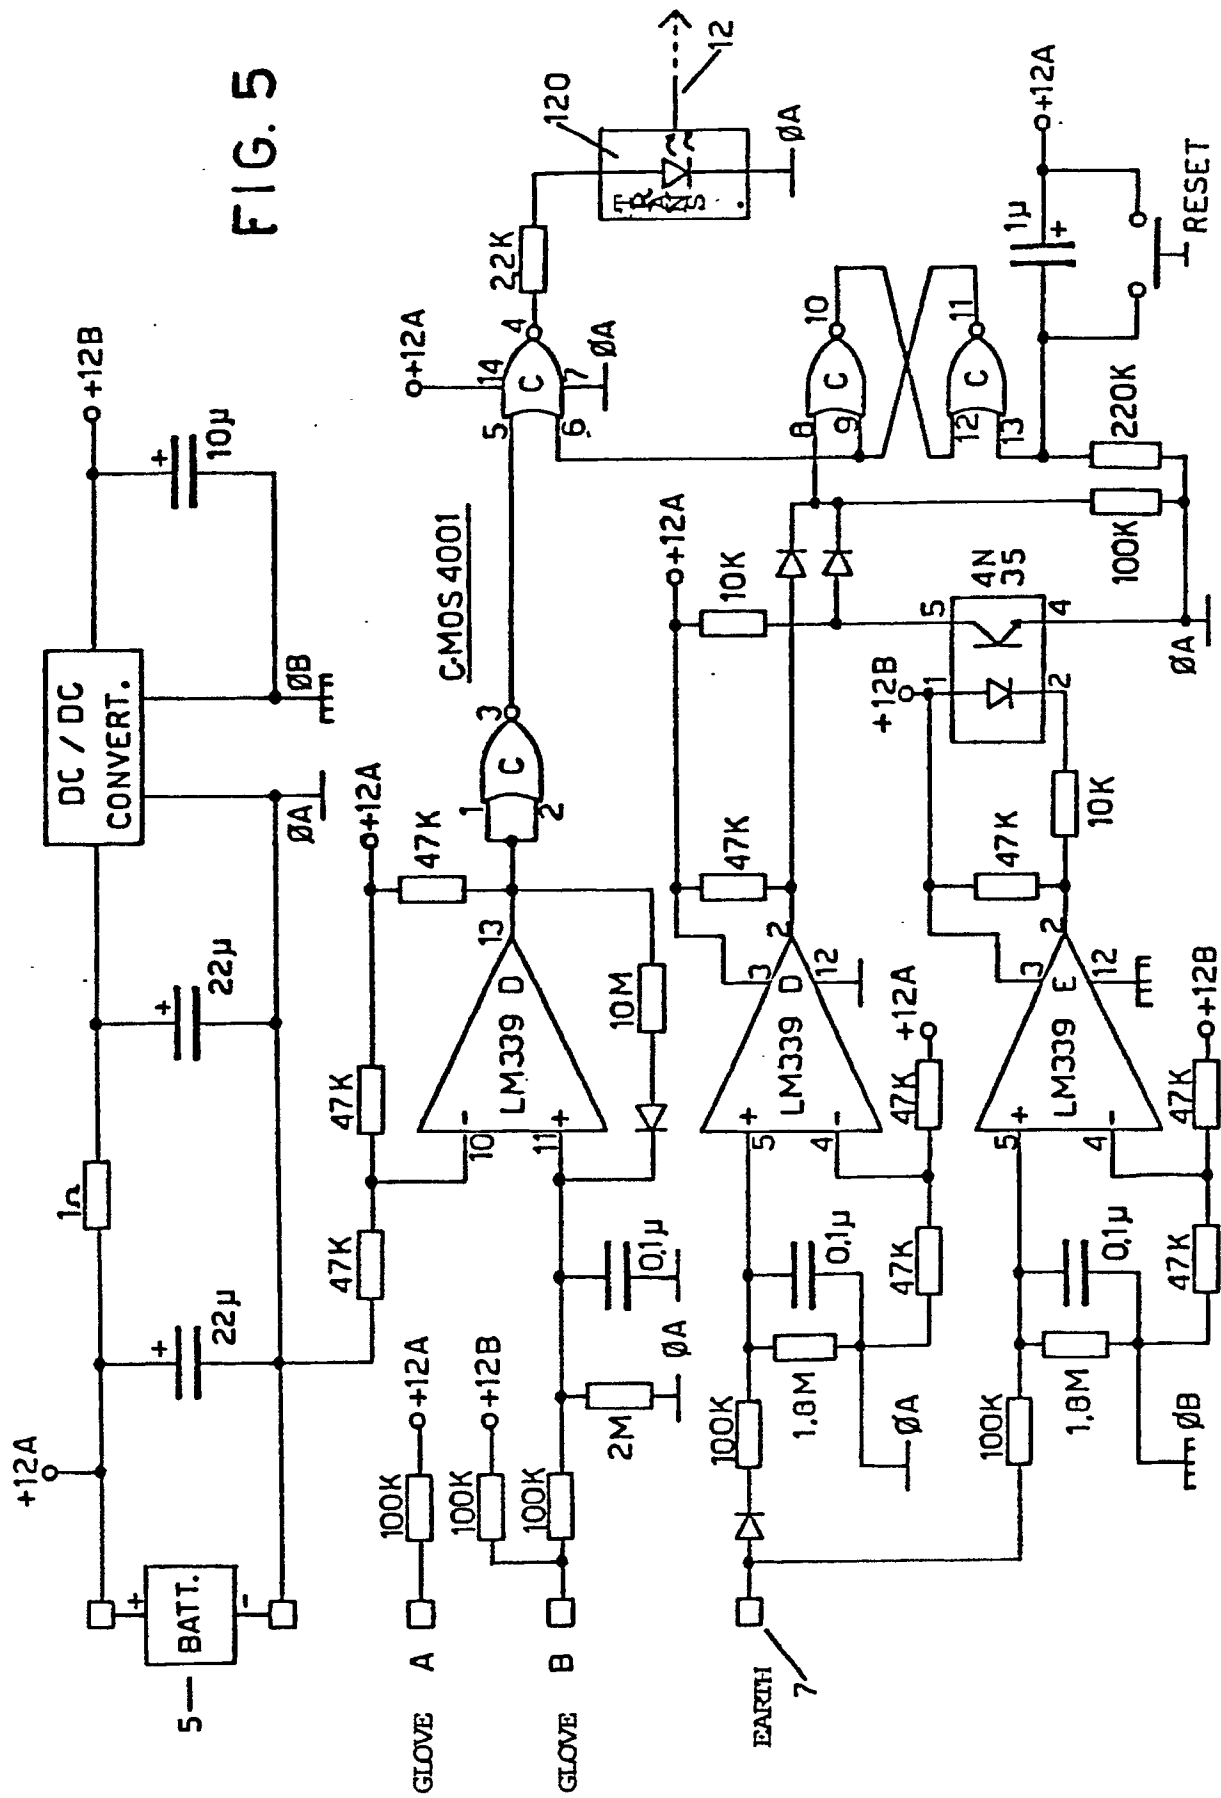 FIG. 5
+12A
5
BATT.
+
-
1Ω
+
22µ
+
22µ
DC / DC
CONVERT.
ØA
ØB
+12B
+
10µ
GLOVE A
100K
+12A
GLOVE B
100K
+12B
100K
2M
ØA
0,1µ
47K
47K
+12A
47K
10
-
11
+
LM339
D
13
10M
1
2
C
3
C-MOS 4001
5
6
C
14
+12A
7
ØA
4
2,2K
TRANS
.
120
12
ØA
EARTH
7
100K
1.8M
ØA
0,1µ
47K
47K
+12A
5
+
4
-
LM339
D
3
12
2
47K
+12A
10K
8
9
C
10
12
13
C
11
1µ
+
+12A
RESET
220K
100K
100K
1,8M
ØB
0,1µ
47K
47K
+12B
5
+
4
-
LM339
E
3
12
2
47K
10K
+12B
1
2
5
4
4N
35
ØA